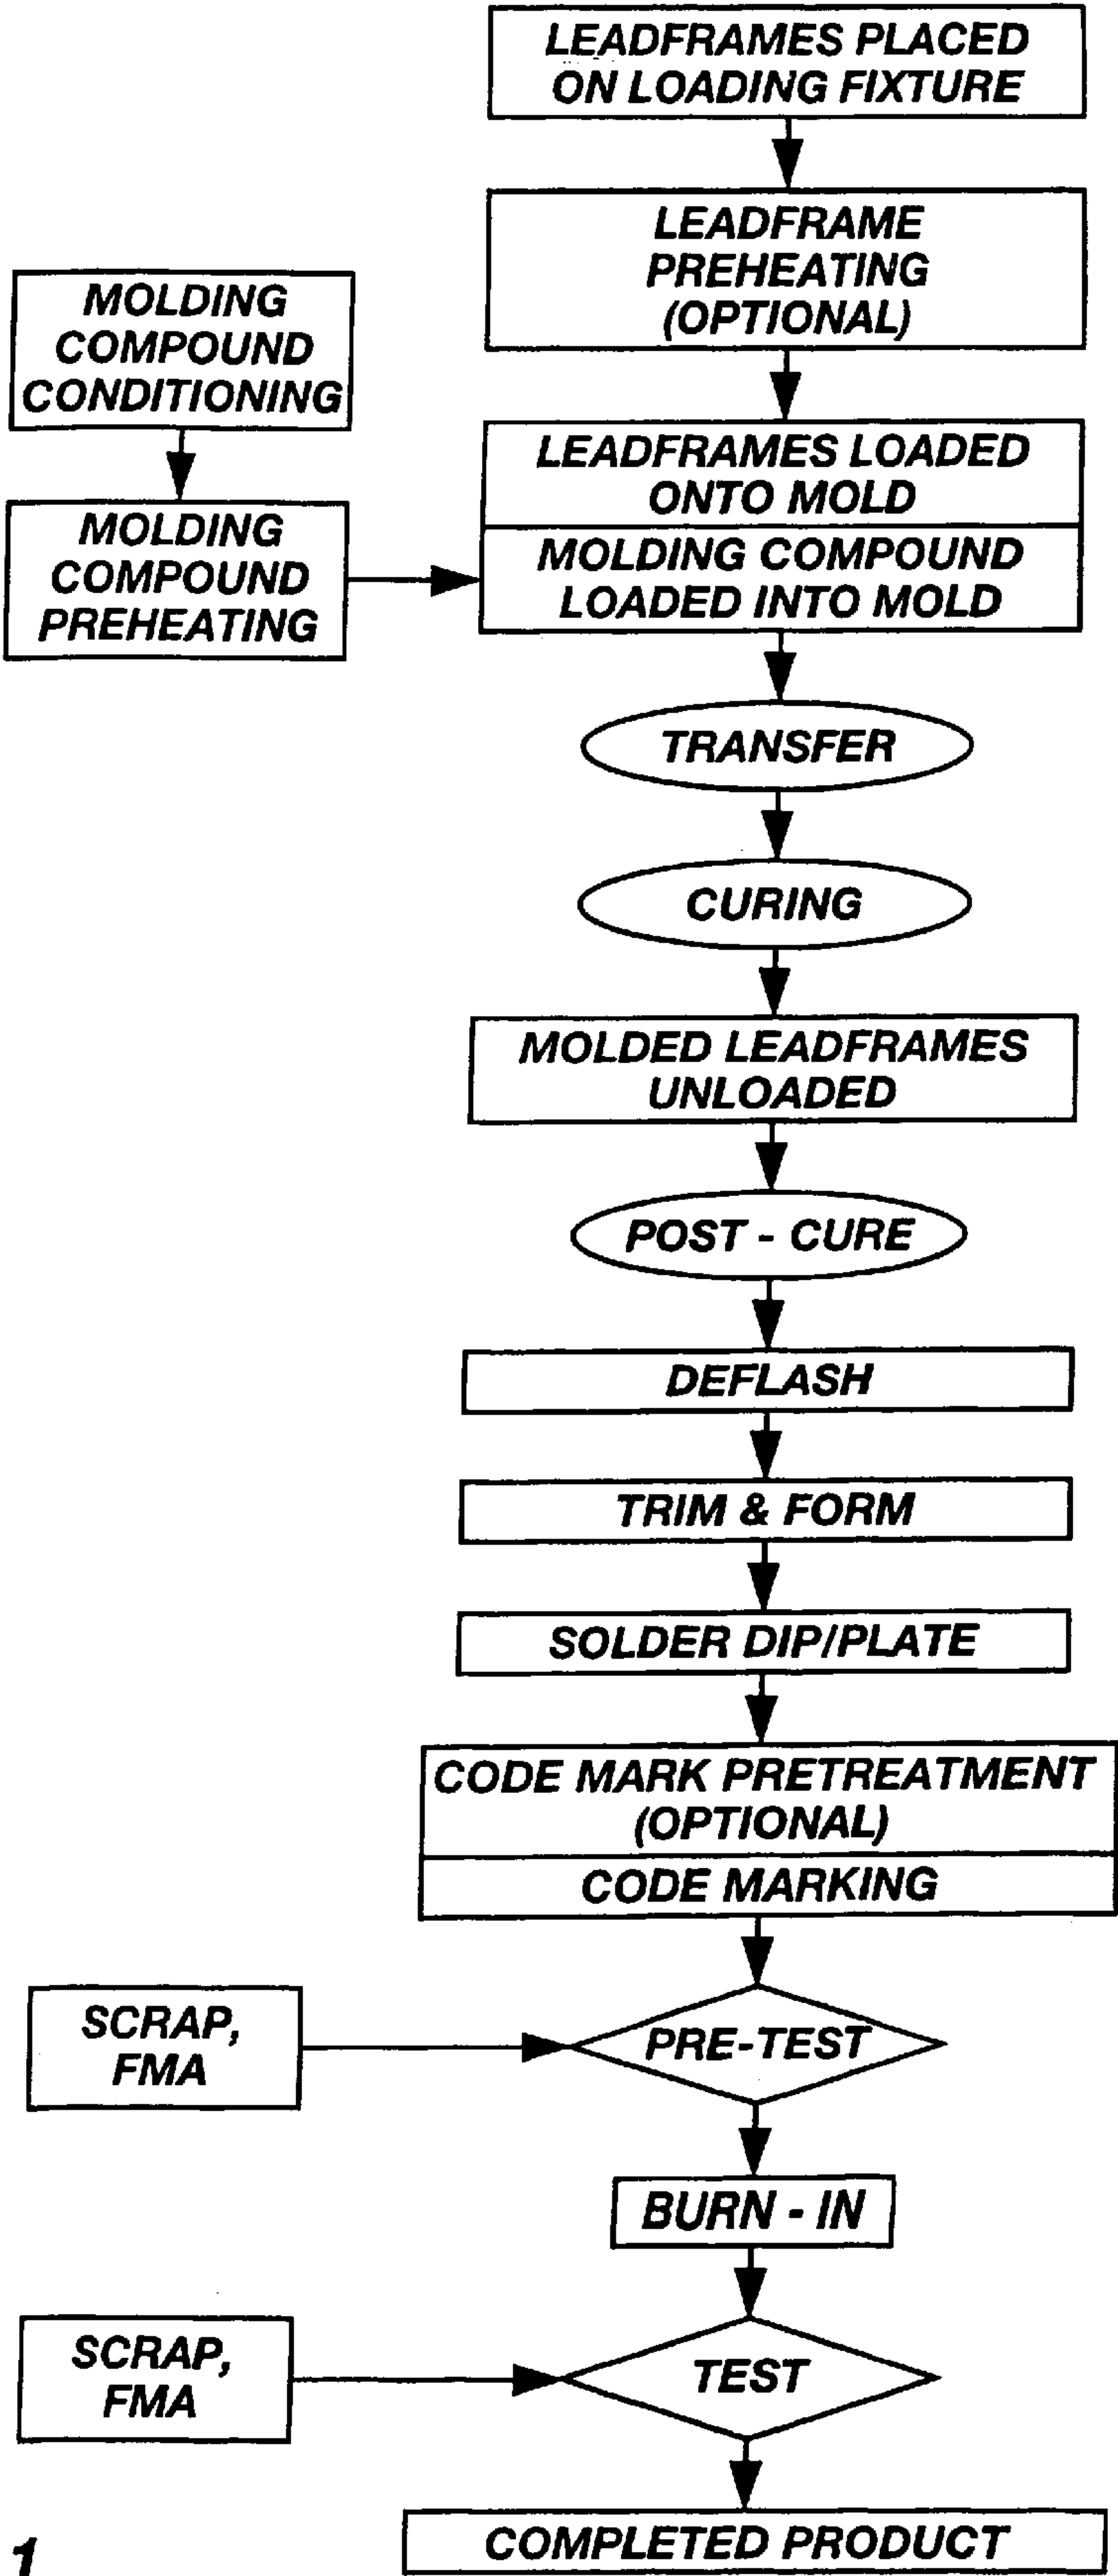 LEADFRAMES PLACED
ON LOADING FIXTURE
LEADFRAME
PREHEATING
(OPTIONAL)
MOLDING
COMPOUND
CONDITIONING
LEADFRAMES LOADED
ONTO MOLD
MOLDING
COMPOUND
PREHEATING
MOLDING COMPOUND
LOADED INTO MOLD
TRANSFER
CURING
MOLDED LEADFRAMES
UNLOADED
POST - CURE
DEFLASH
TRIM & FORM
SOLDER DIP/PLATE
CODE MARK PRETREATMENT
(OPTIONAL)
CODE MARKING
SCRAP,
FMA
PRE-TEST
BURN - IN
SCRAP,
FMA
TEST
COMPLETED PRODUCT
1